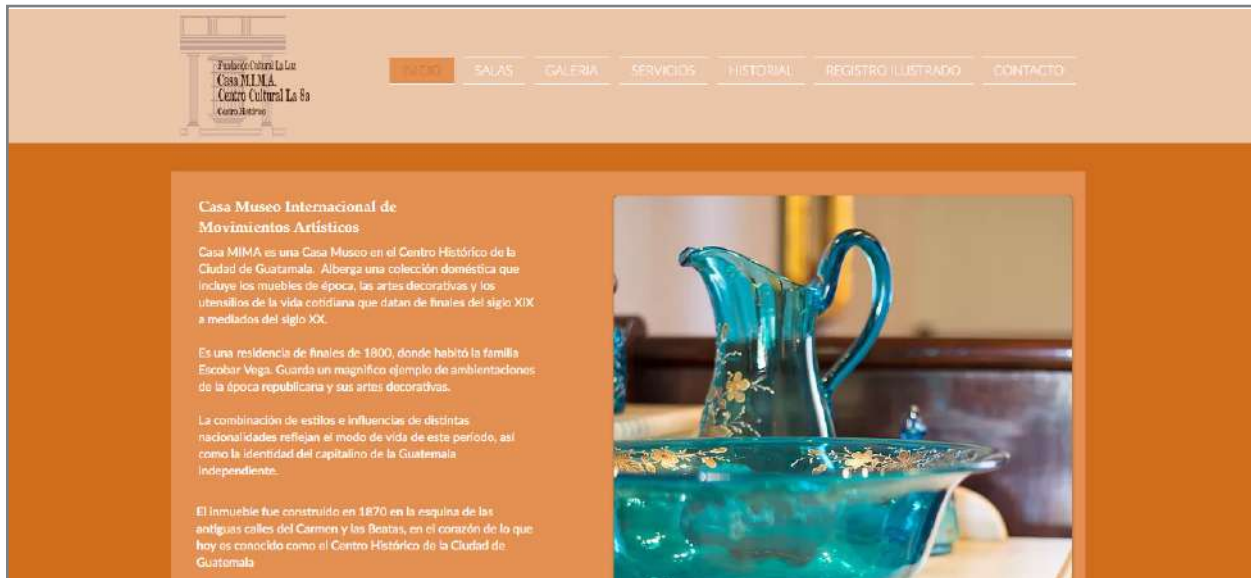 Fundación Cultural La Luz
Casa M.I.M.A.
Centro Cultural La 8a
Centro Histórico
INICIO
SALAS
GALERIA
SERVICIOS
HISTORIAL
REGISTRO ILUSTRADO
CONTACTO
Casa Museo Internacional de
Movimientos Artísticos
Casa MIMA es una Casa Museo en el Centro Histórico de la
Ciudad de Guatamala. Alberga una colección doméstica que
incluye los muebles de época, las artes decorativas y los
utensilios de la vida cotidiana que datan de finales del siglo XIX
a mediados del siglo XX.
Es una residencia de finales de 1800, donde habitó la familia
Escobar Vega. Guarda un magnífico ejemplo de ambientaciones
de la época republicana y sus artes decorativas.
La combinación de estilos e influencias de distintas
nacionalidades reflejan el modo de vida de este período, así
como la identidad del capitalino de la Guatemala
Independiente.
El inmueble fue construido en 1870 en la esquina de las
antiguas calles del Carmen y las Beatas, en el corazón de lo que
hoy es conocido como el Centro Histórico de la Ciudad de
Guatemala